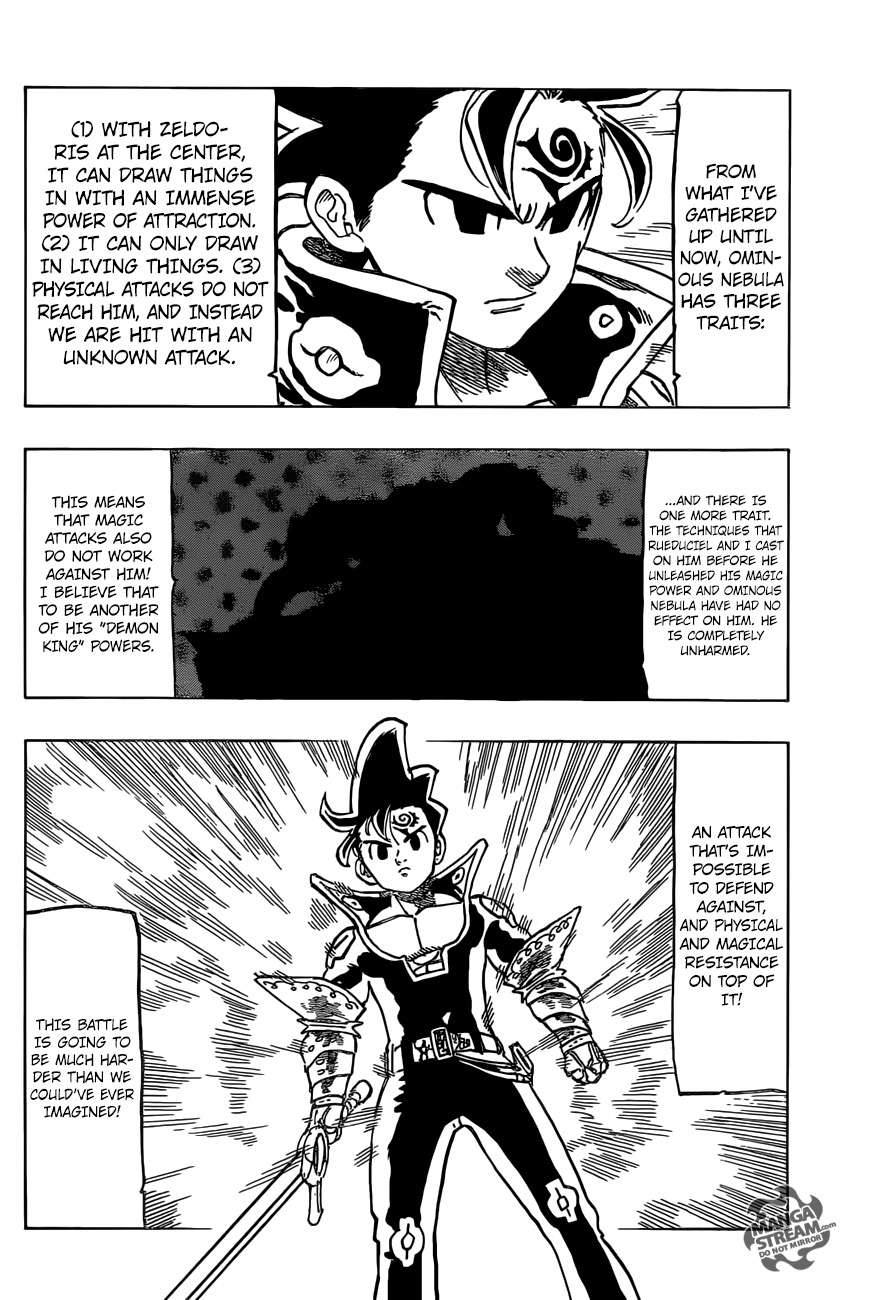 FROM
WHAT I'VE
GATHERED
UP UNTIL
NOW, OMIN-
OUS NEBULA
HAS THREE
TRAITS:
(1) WITH ZELDO-
RIS AT THE CENTER,
IT CAN DRAW THINGS
IN WITH AN IMMENSE
POWER OF ATTRACTION.
(2) IT CAN ONLY DRAW
IN LIVING THINGS. (3)
PHYSICAL ATTACKS DO NOT
REACH HIM, AND INSTEAD
WE ARE HIT WITH AN
UNKNOWN ATTACK.
...AND THERE IS
ONE MORE TRAIT.
THE TECHNIQUES THAT
RUEDUCIEL AND I CAST
ON HIM BEFORE HE
UNLEASHED HIS MAGIC
POWER AND OMINOUS
NEBULA HAVE HAD NO
EFFECT ON HIM. HE
IS COMPLETELY
UNHARMED.
THIS MEANS
THAT MAGIC
ATTACKS ALSO
DO NOT WORK
AGAINST HIM!
I BELIEVE THAT
TO BE ANOTHER
OF HIS "DEMON
KING" POWERS.
AN ATTACK
THAT'S IM-
POSSIBLE
TO DEFEND
AGAINST,
AND PHYSICAL
AND MAGICAL
RESISTANCE
ON TOP OF
IT!
THIS BATTLE
IS GOING TO
BE MUCH HAR-
DER THAN WE
COULD'VE EVER
IMAGINED!
MANGA
STREAM.com
DO NOT MIRROR